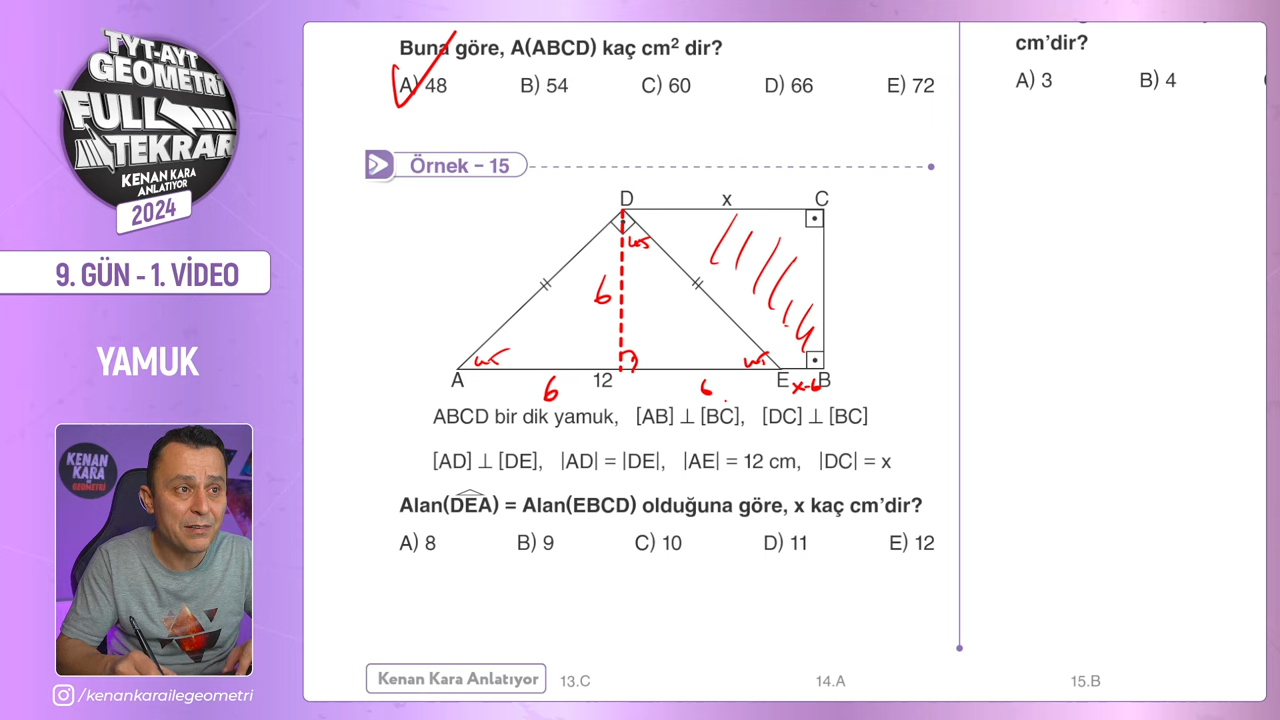 TYT-AYT
GEOMETRİ
FULL
TEKRAR
KENAN KARA
ANLATIYOR
2024
9. GÜN - 1. VİDEO
YAMUK
KENAN
KARA
GEOMETRİ
/kenankarailegeometri
Buna göre, A(ABCD) kaç cm² dir?
A) 48 B) 54 C) 60 D) 66 E) 72
Örnek - 15
D x C
45
6
45 45
A 12 E B
6 6 x-6
ABCD bir dik yamuk, [AB] ⊥ [BC], [DC] ⊥ [BC]
[AD] ⊥ [DE], |AD| = |DE|, |AE| = 12 cm, |DC| = x
Alan(DEA) = Alan(EBCD) olduğuna göre, x kaç cm'dir?
A) 8 B) 9 C) 10 D) 11 E) 12
Kenan Kara Anlatıyor 13.C 14.A 15.B
cm'dir?
A) 3 B) 4